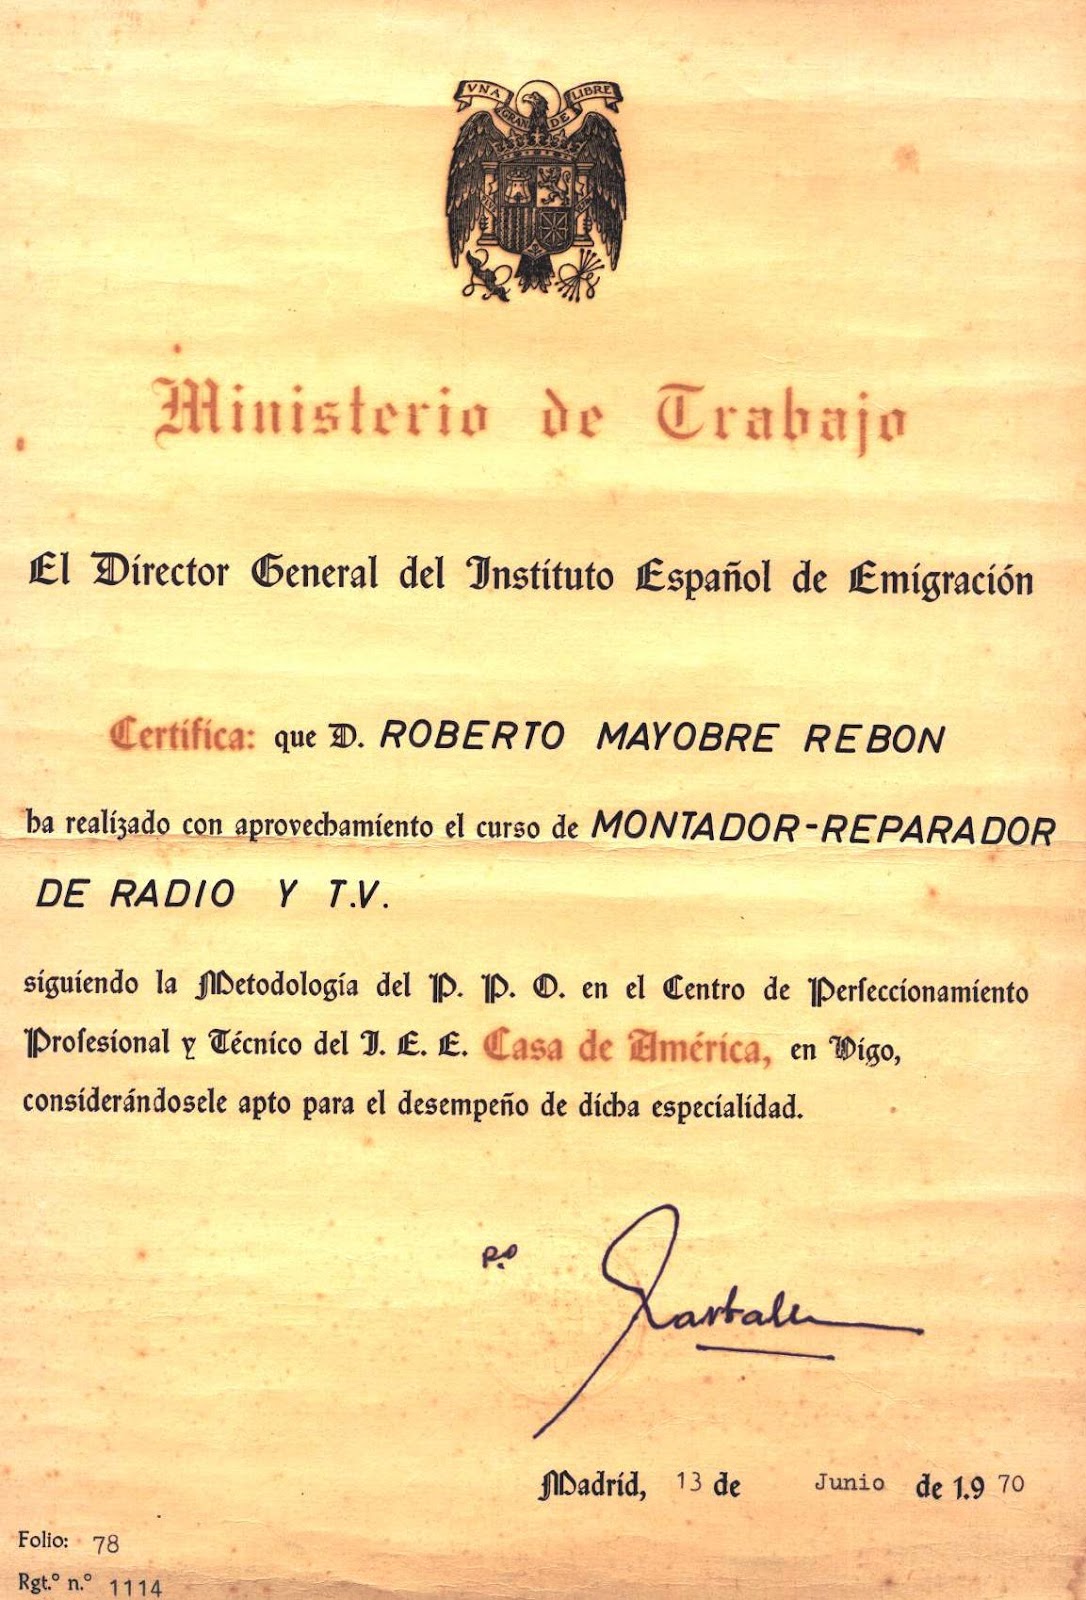 VNA GRANDE LIBRE
Ministerio de Trabajo
El Director General del Instituto Español de Emigración
Certifica: que D. ROBERTO MAYOBRE REBON
ha realizado con aprovechamiento el curso de MONTADOR-REPARADOR
DE RADIO Y T.V.
siguiendo la Metodología del P. P. O. en el Centro de Perfeccionamiento
Profesional y Técnico del I. E. E. Casa de América, en Vigo,
considerándosele apto para el desempeño de dicha especialidad.
P.O
Madrid, 13 de Junio de 1.970
Folio: 78
Rgt.º n.º 1114